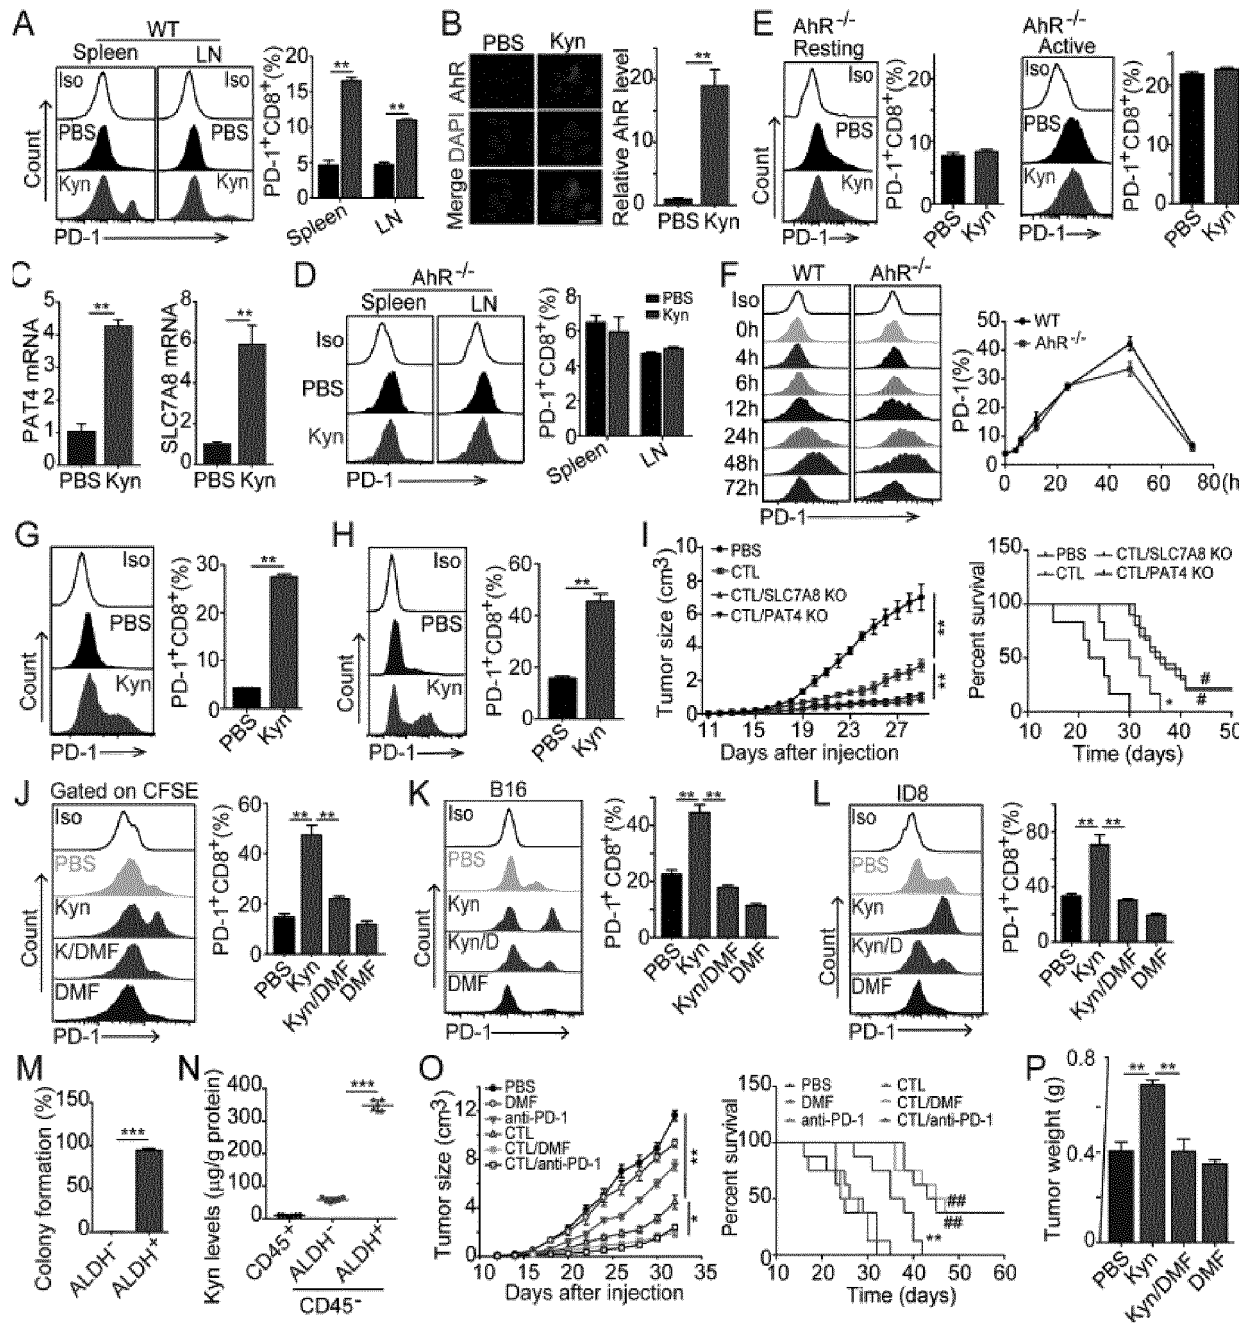 A
WT
Spleen
LN
Iso
Iso
PBS
PBS
Kyn
Kyn
Count
PD-1
PD-1+CD8+(%)
20
15
10
5
0
**
**
Spleen
LN
B
PBS
Kyn
Merge DAPI AhR
Relative AhR level
20
10
0
**
PBS Kyn
E
AhR-/-
Resting
Iso
PBS
Kyn
Count
PD-1
PD-1+CD8+(%)
20
10
0
PBS
Kyn
AhR-/-
Active
Iso
PBS
Kyn
PD-1
PD-1+CD8+(%)
20
10
0
PBS
Kyn
C
PAT4 mRNA
5
4
3
2
1
0
**
PBS Kyn
SLC7A8 mRNA
8
6
4
2
0
**
PBS Kyn
D
AhR-/-
Spleen
LN
Iso
PBS
Kyn
PD-1
PD-1+CD8+(%)
8
6
4
2
0
PBS
Kyn
Spleen
LN
F
WT
AhR-/-
Iso
0h
4h
6h
12h
24h
48h
72h
PD-1
PD-1(%)
50
40
30
20
10
0
WT
AhR-/-
0 20 40 60 80(h
G
Iso
PBS
Kyn
Count
PD-1
PD-1+CD8+(%)
30
20
10
0
**
PBS
Kyn
H
Iso
PBS
Kyn
Count
PD-1
PD-1+CD8+(%)
60
40
20
0
**
PBS
Kyn
I
Tumor size (cm3)
10
8
6
4
2
0
PBS
CTL
CTL/SLC7A8 KO
CTL/PAT4 KO
**
**
11 15 19 23 27
Days after injection
Percent survival
100
50
0
PBS
CTL
CTL/SLC7A8 KO
CTL/PAT4 KO
#
#
*
10 20 30 40 50
Time (days)
J
Gated on CFSE
Iso
PBS
Kyn
K/DMF
DMF
Count
PD-1
PD-1+CD8+(%)
60
40
20
0
** **
PBS
Kyn
Kyn/DMF
DMF
K
B16
Iso
PBS
Kyn
Kyn/D
DMF
Count
PD-1
PD-1+CD8+(%)
40
20
0
** **
PBS
Kyn
Kyn/DMF
DMF
L
ID8
Iso
PBS
Kyn
Kyn/D
DMF
Count
PD-1
PD-1+CD8+(%)
80
40
0
** **
PBS
Kyn
Kyn/DMF
DMF
M
Colony formation (%)
150
100
50
0
***
ALDH-
ALDH+
N
Kyn levels (μg/g protein)
400
300
200
100
0
***
CD45+
ALDH-
ALDH+
CD45-
O
Tumor size (cm3)
12
8
4
0
PBS
DMF
anti-PD-1
CTL
CTL/DMF
CTL/anti-PD-1
**
*
10 15 20 25 30 35
Days after injection
Percent survival
100
50
0
PBS
DMF
anti-PD-1
CTL
CTL/DMF
CTL/anti-PD-1
##
##
**
10 20 30 40 50 60
Time (days)
P
Tumor weight (g)
0.8
0.4
0
** **
PBS
Kyn
Kyn/DMF
DMF